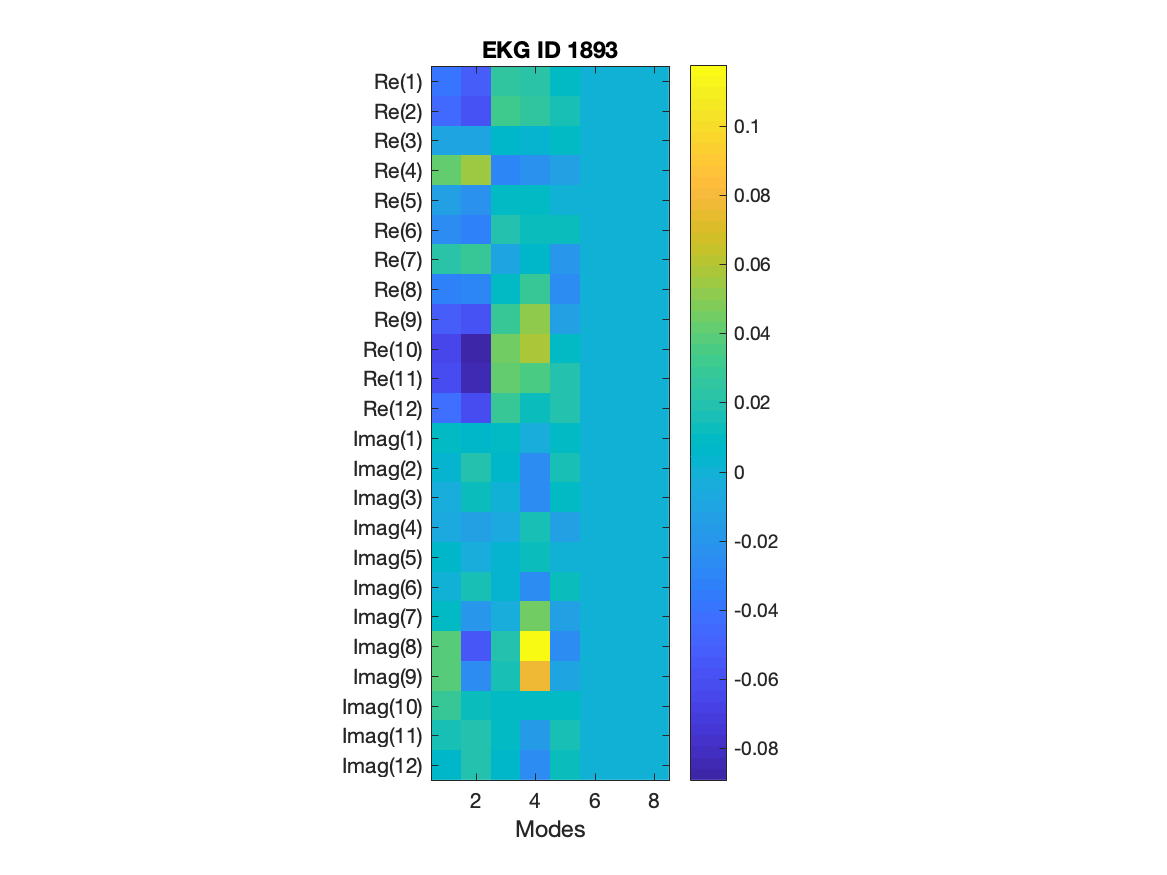 EKG ID 1893
Re(1)
Re(2)
Re(3)
Re(4)
Re(5)
Re(6)
Re(7)
Re(8)
Re(9)
Re(10)
Re(11)
Re(12)
Imag(1)
Imag(2)
Imag(3)
Imag(4)
Imag(5)
Imag(6)
Imag(7)
Imag(8)
Imag(9)
Imag(10)
Imag(11)
Imag(12)
2 4 6 8
Modes
0.1
0.08
0.06
0.04
0.02
0
-0.02
-0.04
-0.06
-0.08